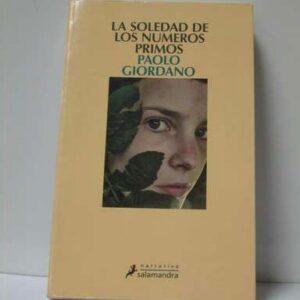 LA SOLEDAD DE
LOS NUMEROS
PRIMOS
PAOLO
GIORDANO
narrativa
salamandra